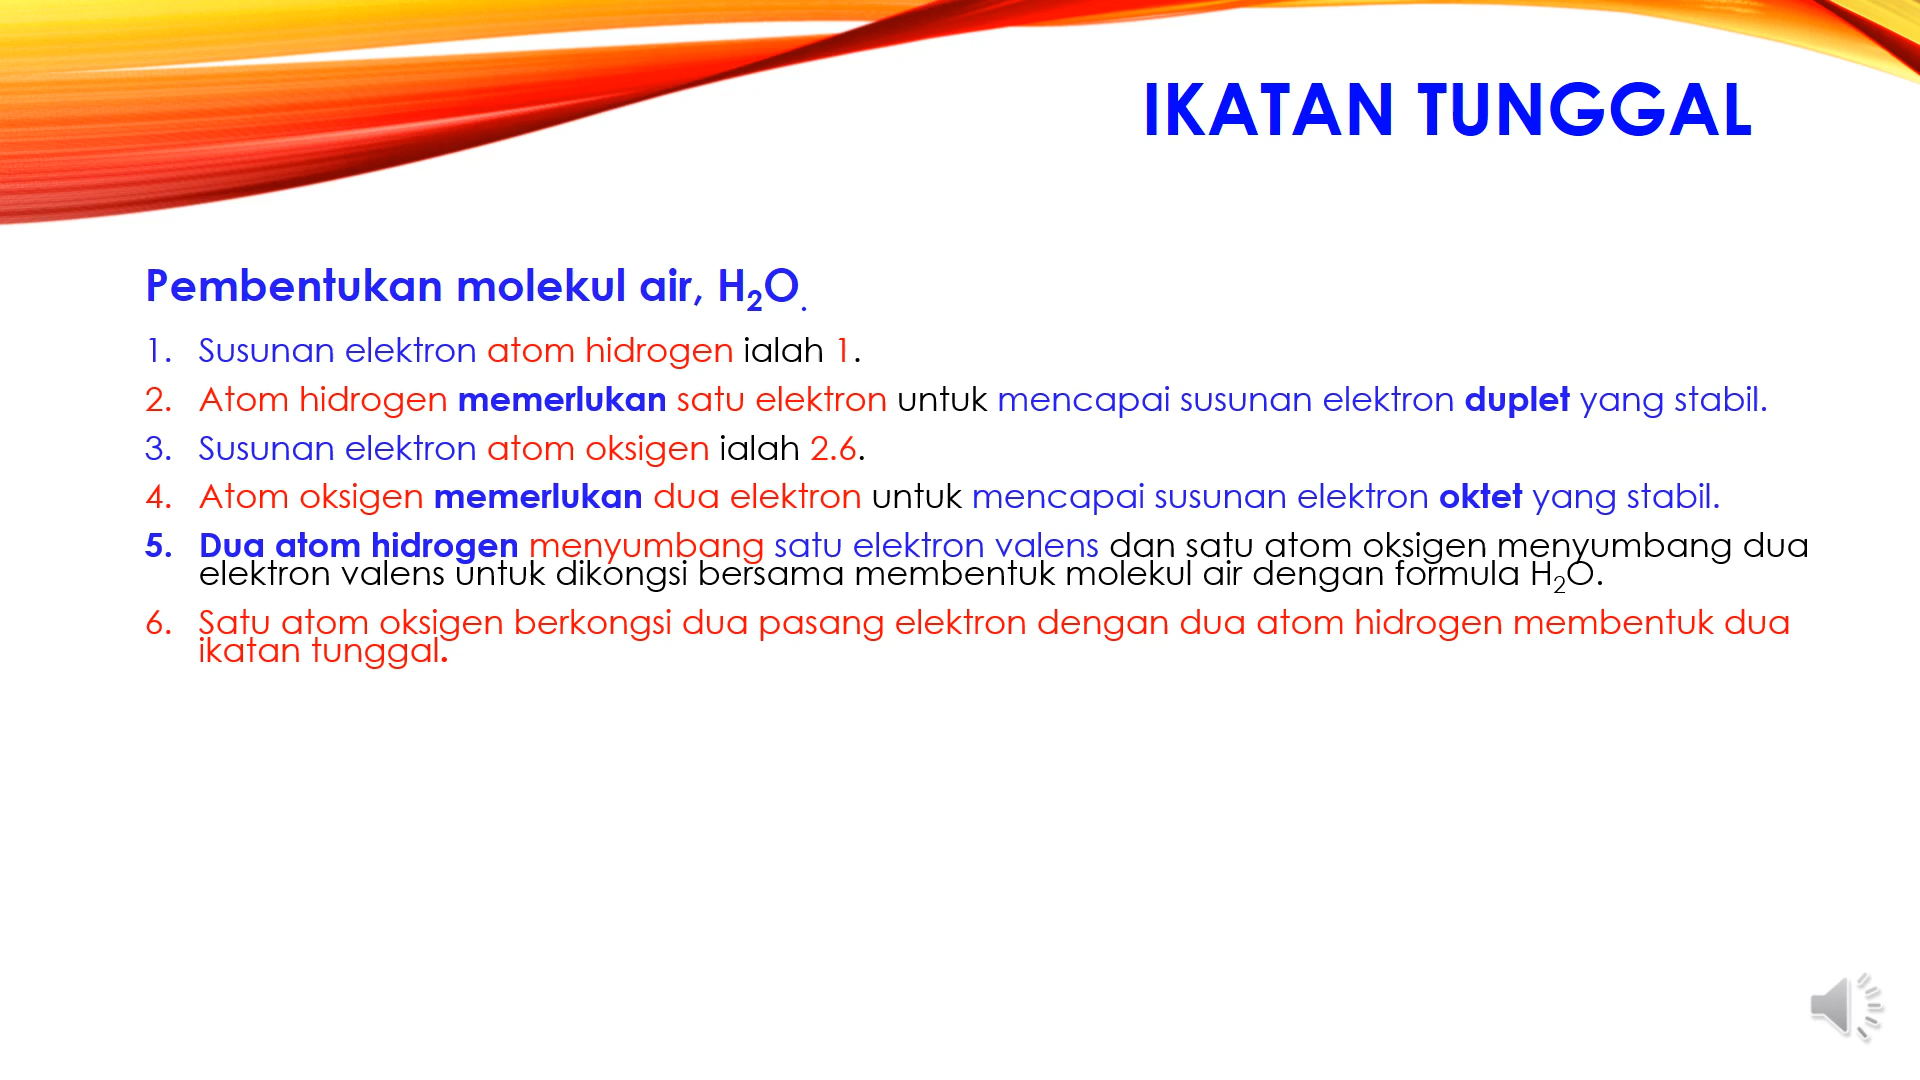 IKATAN TUNGGAL
Pembentukan molekul air, H₂O.
1. Susunan elektron atom hidrogen ialah 1.
2. Atom hidrogen memerlukan satu elektron untuk mencapai susunan elektron duplet yang stabil.
3. Susunan elektron atom oksigen ialah 2.6.
4. Atom oksigen memerlukan dua elektron untuk mencapai susunan elektron oktet yang stabil.
5. Dua atom hidrogen menyumbang satu elektron valens dan satu atom oksigen menyumbang dua
elektron valens untuk dikongsi bersama membentuk molekul air dengan formula H₂O.
6. Satu atom oksigen berkongsi dua pasang elektron dengan dua atom hidrogen membentuk dua
ikatan tunggal.